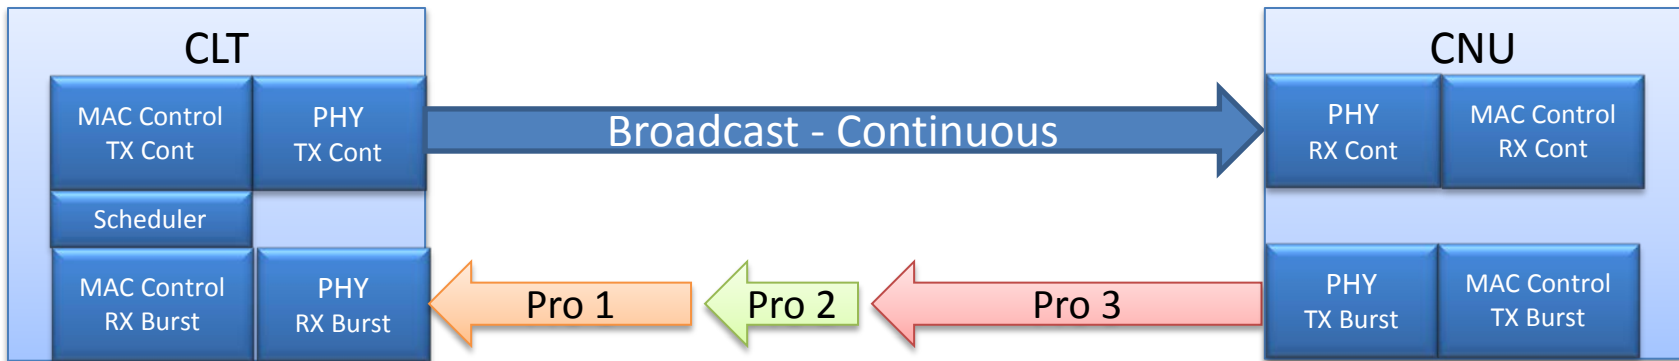 CLT
CNU
MAC Control
TX Cont
PHY
TX Cont
Broadcast - Continuous
PHY
RX Cont
MAC Control
RX Cont
Scheduler
MAC Control
RX Burst
PHY
RX Burst
Pro 1
Pro 2
Pro 3
PHY
TX Burst
MAC Control
TX Burst